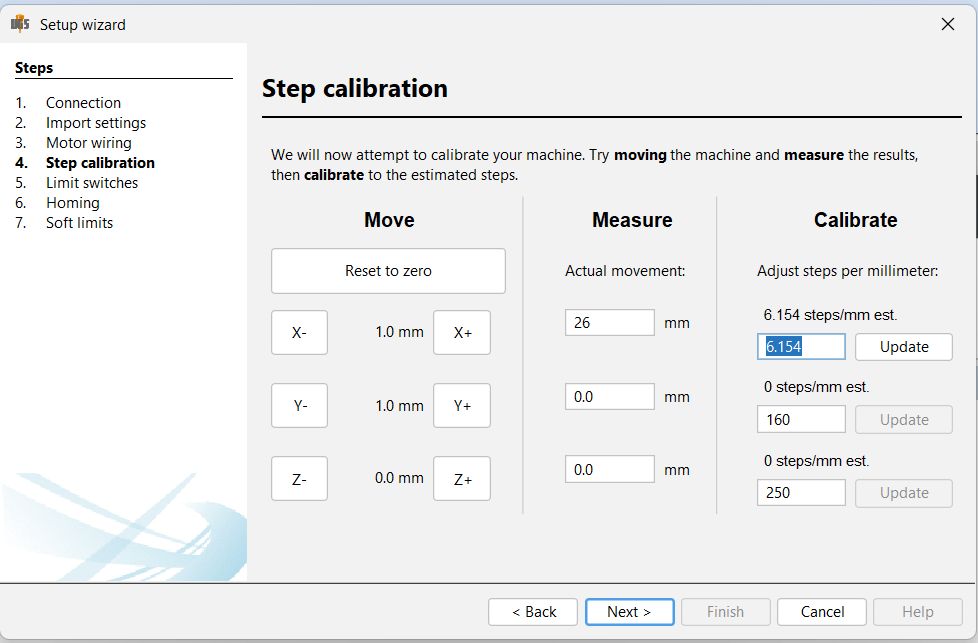 UGS Setup wizard
Steps
1. Connection
2. Import settings
3. Motor wiring
4. Step calibration
5. Limit switches
6. Homing
7. Soft limits
Step calibration
We will now attempt to calibrate your machine. Try moving the machine and measure the results,
then calibrate to the estimated steps.
Move
Reset to zero
X- 1.0 mm X+
Y- 1.0 mm Y+
Z- 0.0 mm Z+
Measure
Actual movement:
26 mm
0.0 mm
0.0 mm
Calibrate
Adjust steps per millimeter:
6.154 steps/mm est.
6.154 Update
0 steps/mm est.
160 Update
0 steps/mm est.
250 Update
< Back Next > Finish Cancel Help